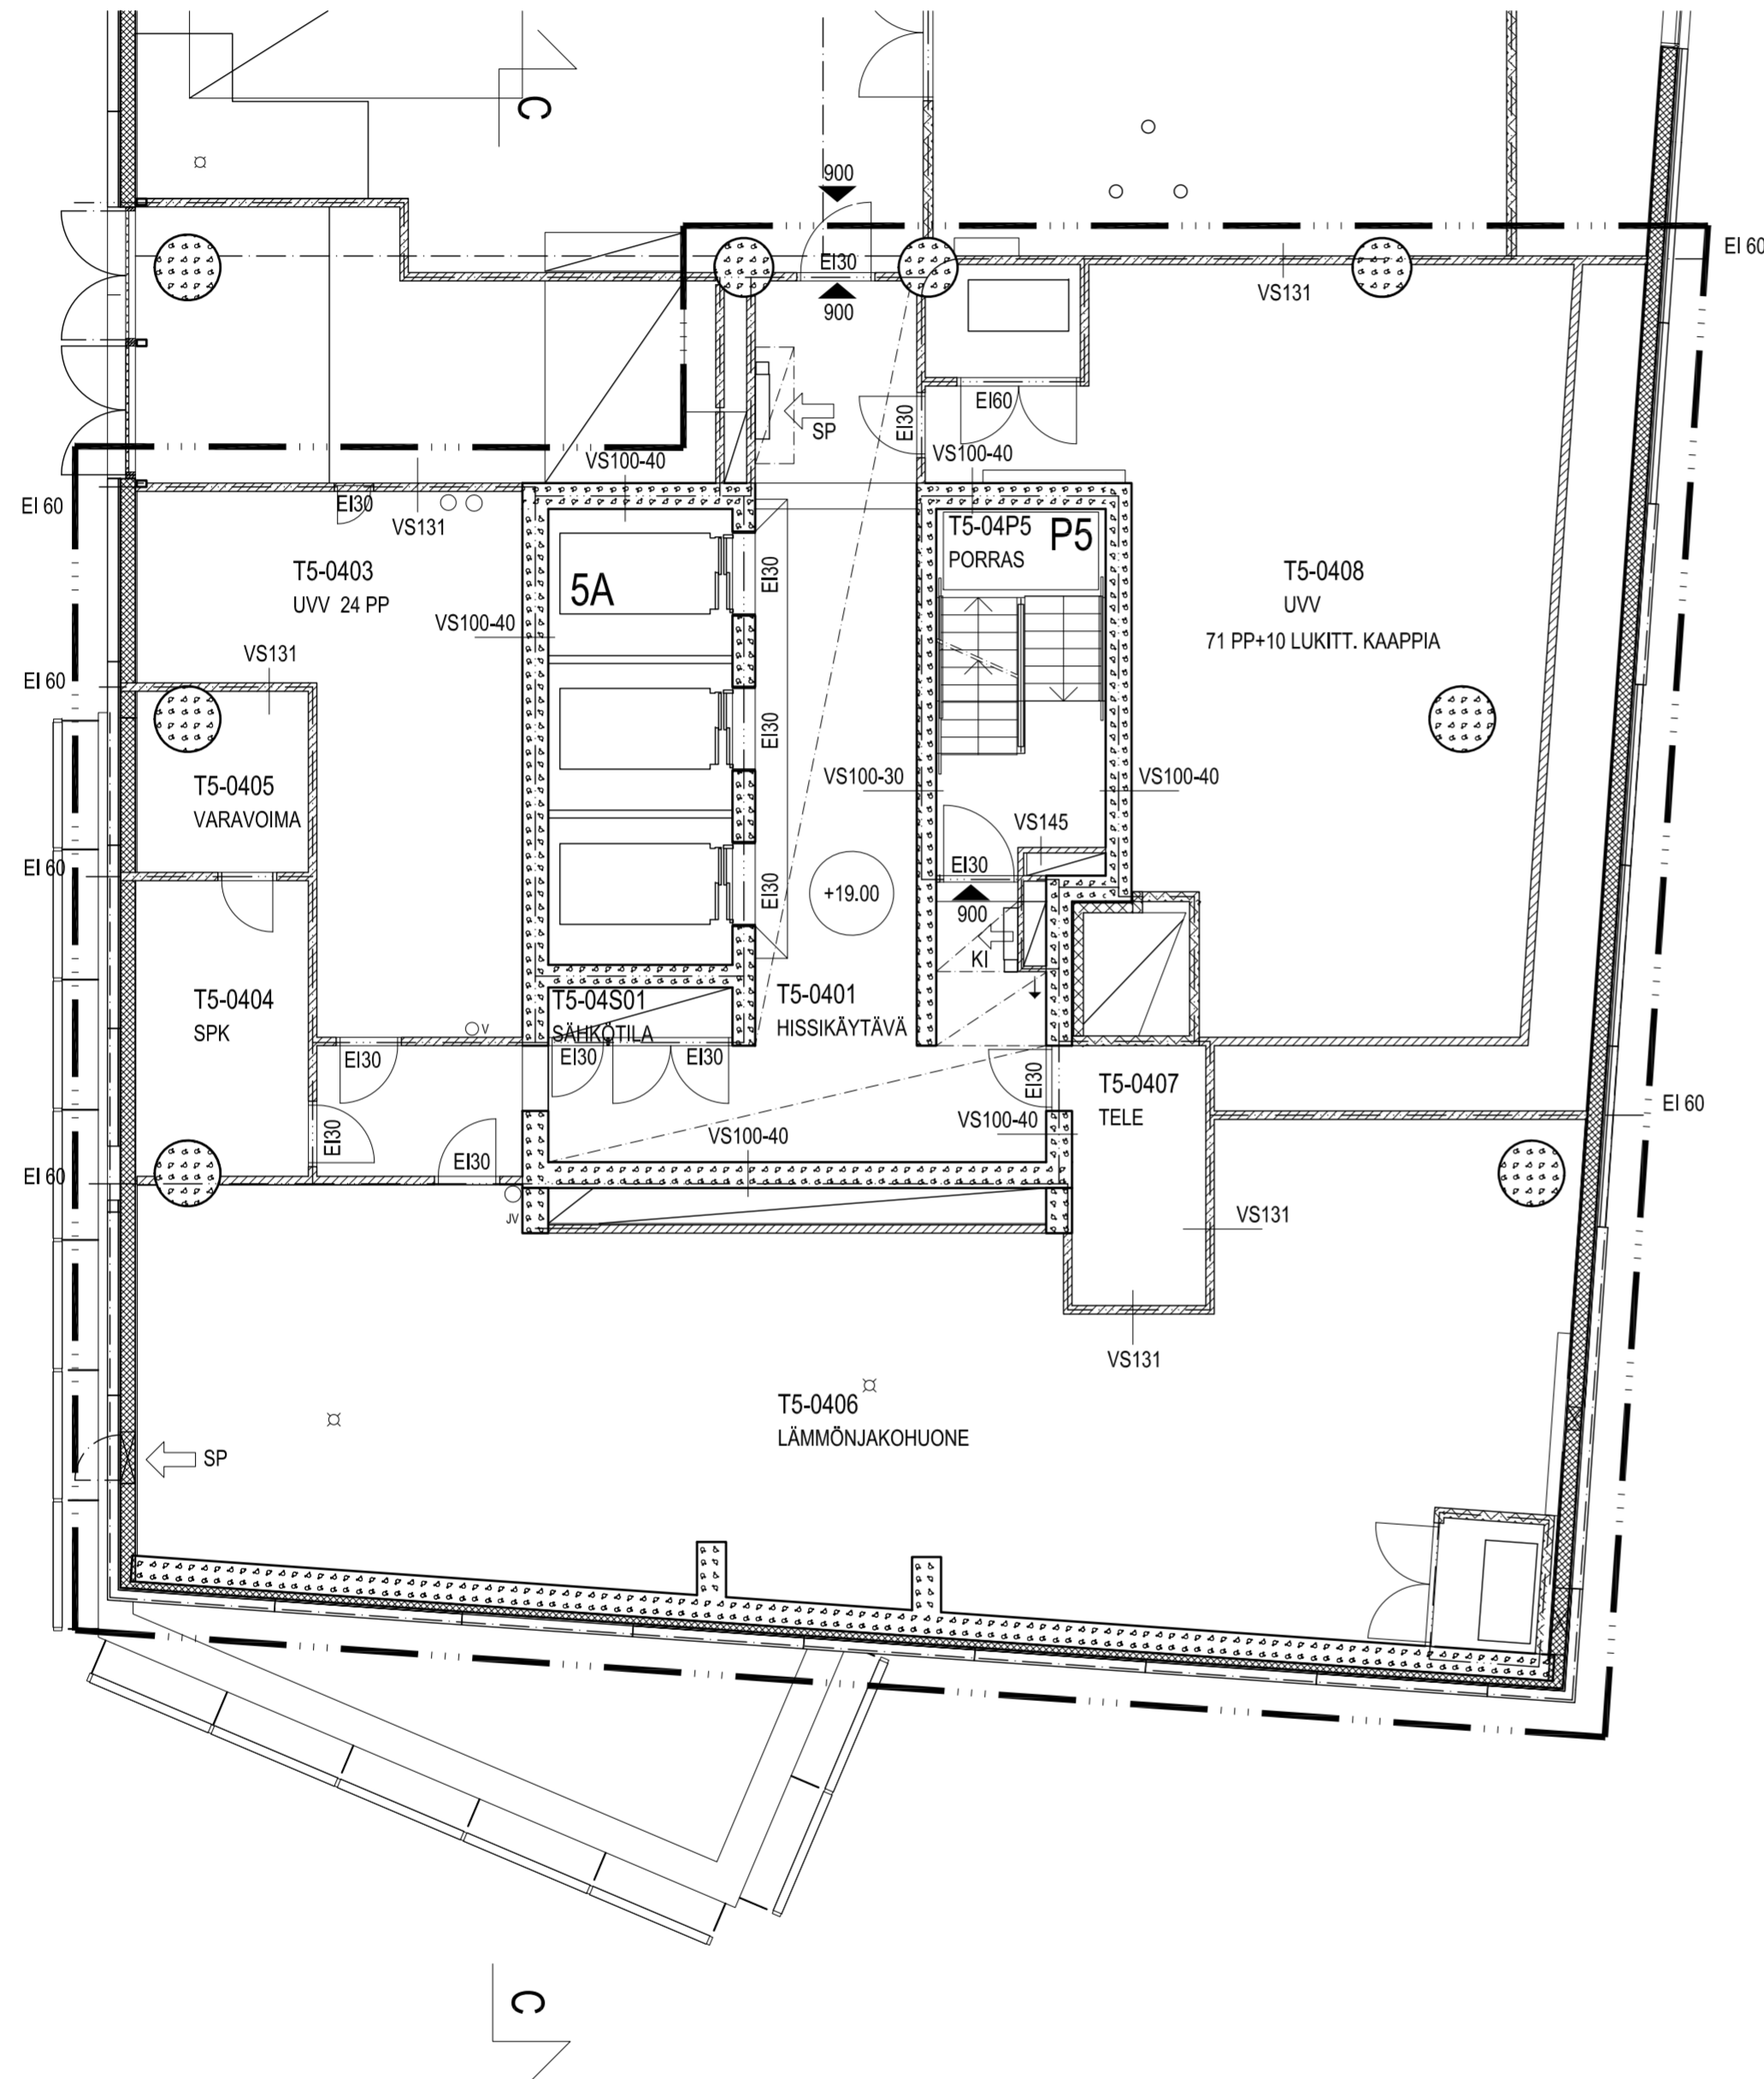 C
900
EI30
900
EI 60
VS131
EI60
SP
EI30
VS100-40
VS100-40
EI 60
EI30
VS131
T5-04P5
PORRAS
P5
T5-0403
UVV 24 PP
5A
EI30
T5-0408
UVV
71 PP+10 LUKITT. KAAPPIA
VS100-40
VS131
EI 60
EI30
T5-0405
VARAVOIMA
VS100-30
VS100-40
VS145
EI 60
EI30
EI30
+19.00
900
KI
T5-0404
SPK
T5-04S01
SÄHKÖTILA
T5-0401
HISSIKÄYTÄVÄ
V
EI30
EI30
EI30
EI30
T5-0407
TELE
EI 60
VS100-40
VS100-40
EI30
EI30
EI 60
JV
VS131
VS131
T5-0406
LÄMMÖNJAKOHUONE
SP
C